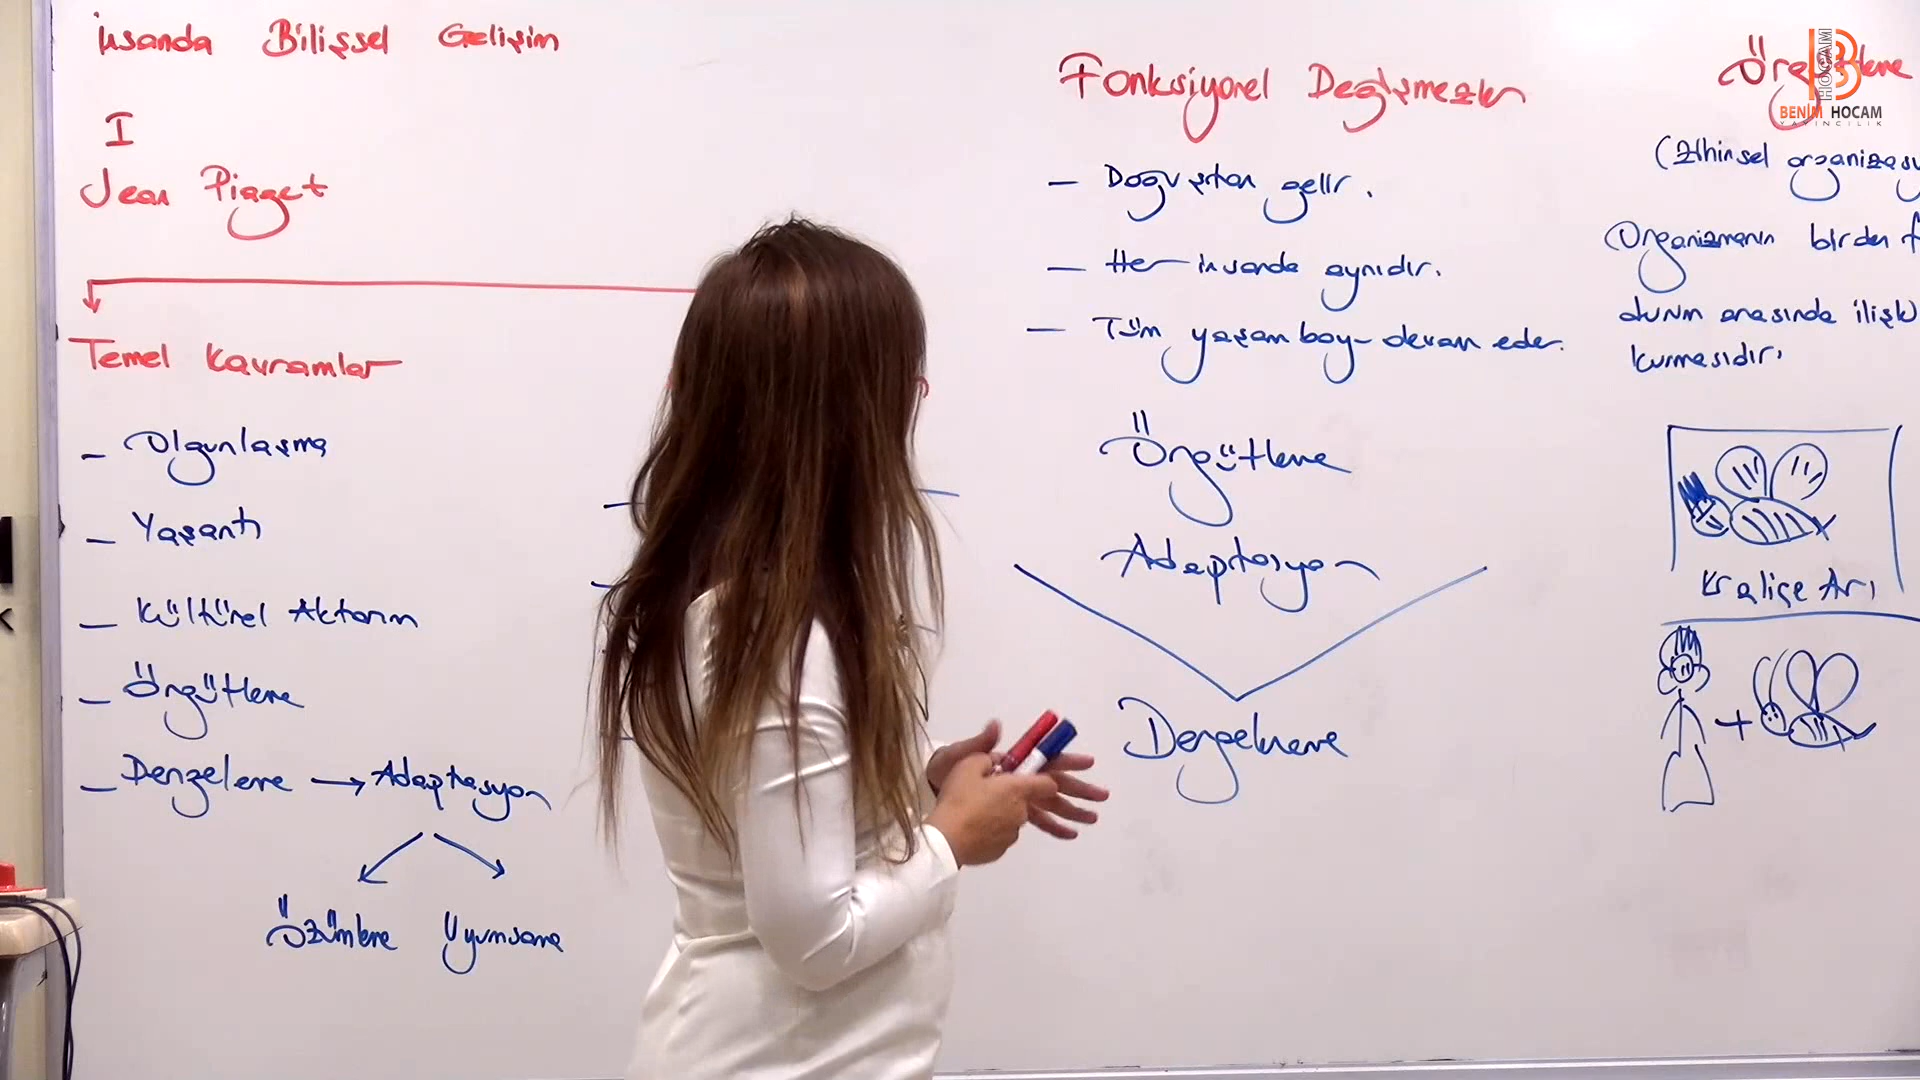 İnsanda Bilişsel Gelişim
I
Jean Piaget
Temel Kavramlar
- Olgunlaşma
- Yaşantı
- Kültürel Aktarım
- Örgütleme
- Dengeleme → Adaptasyon
Özümleme Uyumsama
Fonksiyonel Değişmezler
- Doğuştan gelir.
- Her insanda aynıdır.
- Tüm yaşam boy- devam eder.
Örgütleme
Adaptasyon
Dengeleme
(Zihinsel organizasy
Organizmanın birden f
durum arasında ilişki
kurmasıdır.
Kraliçe Arı
+
BENİM HOCAM
YAYINCILIK